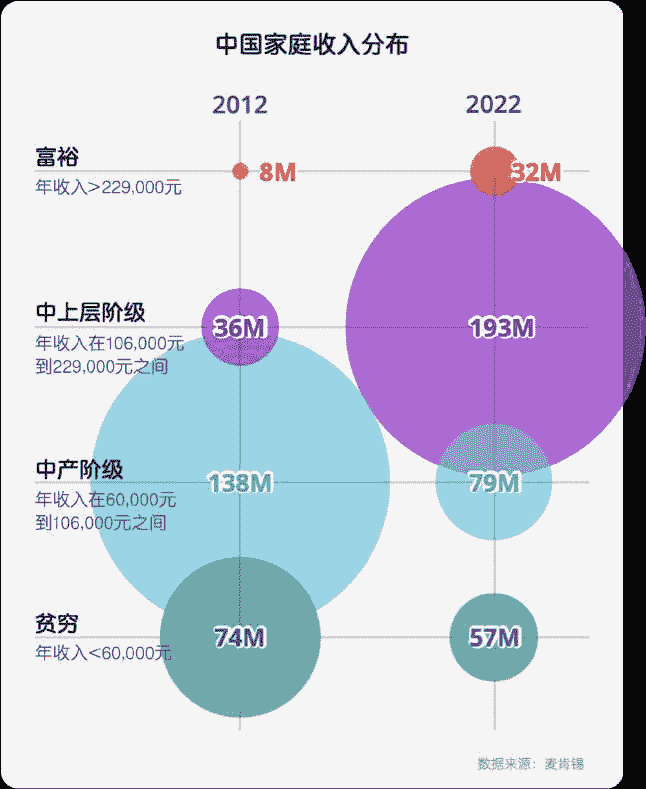 中国家庭收入分布
2012
2022
富裕
年收入>229,000元
8M
32M
中上层阶级
年收入在106,000元
到229,000元之间
36M
193M
中产阶级
年收入在60,000元
到106,000元之间
138M
79M
贫穷
年收入<60,000元
74M
57M
数据来源：麦肯锡